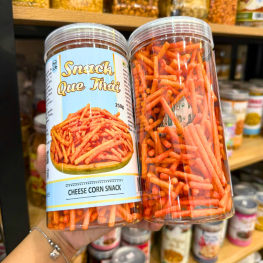 Snack
Que Thái
250g
CHEESE CORN SNACK